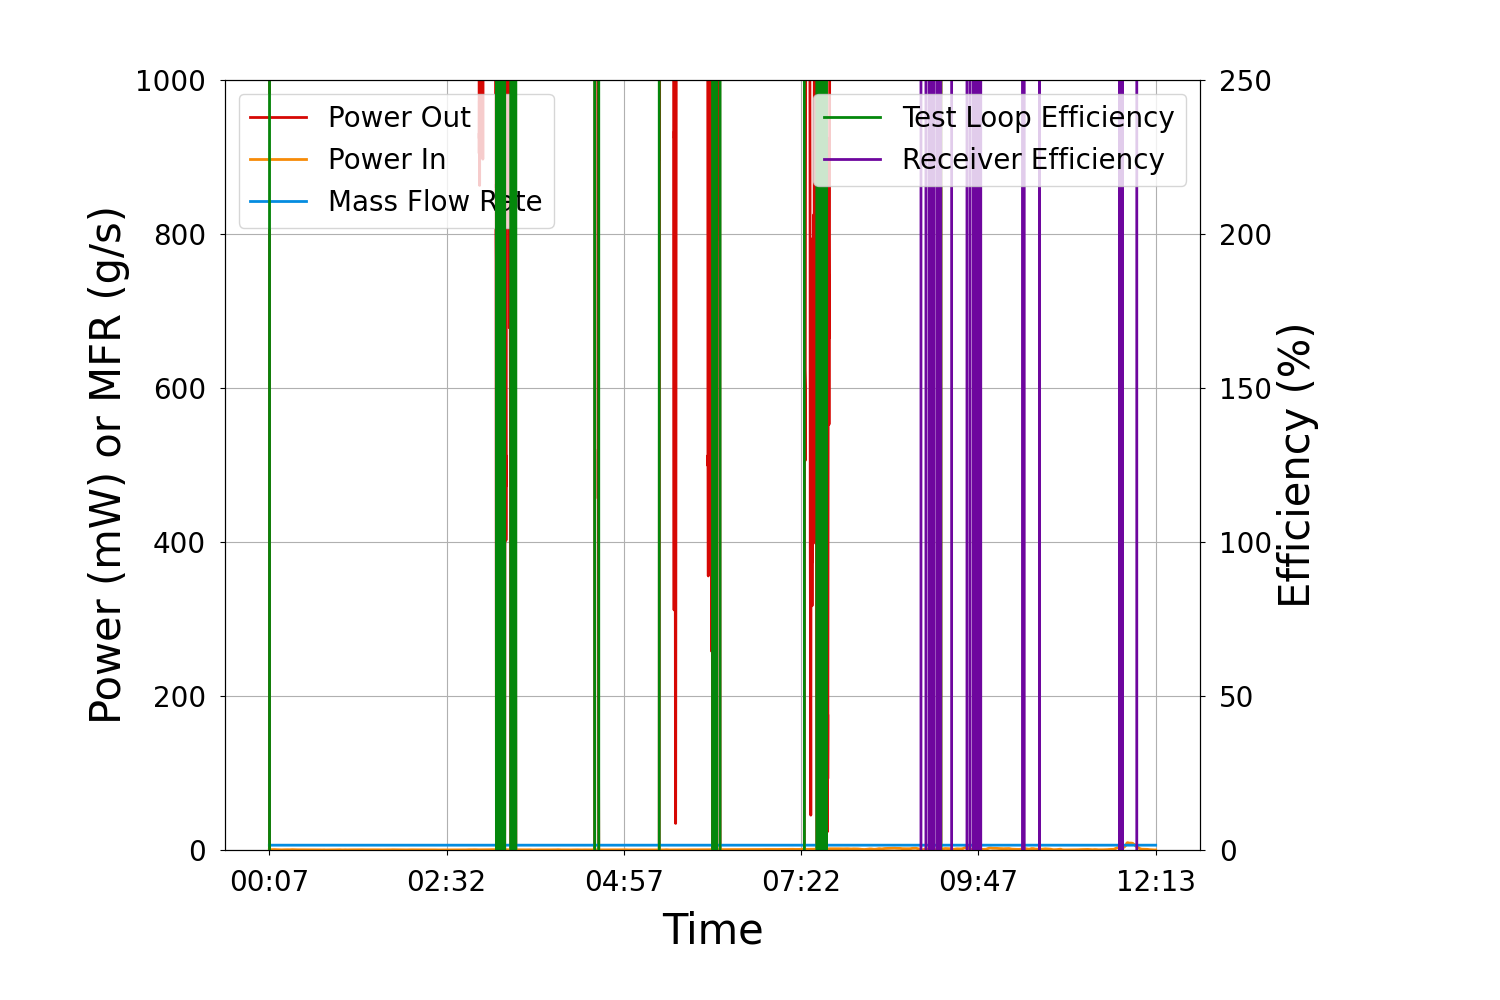 1000
800
600
400
200
0
Power (mW) or MFR (g/s)
Power Out
Power In
Mass Flow Rate
Test Loop Efficiency
Receiver Efficiency
250
200
150
100
50
0
Efficiency (%)
00:07 02:32 04:57 07:22 09:47 12:13
Time